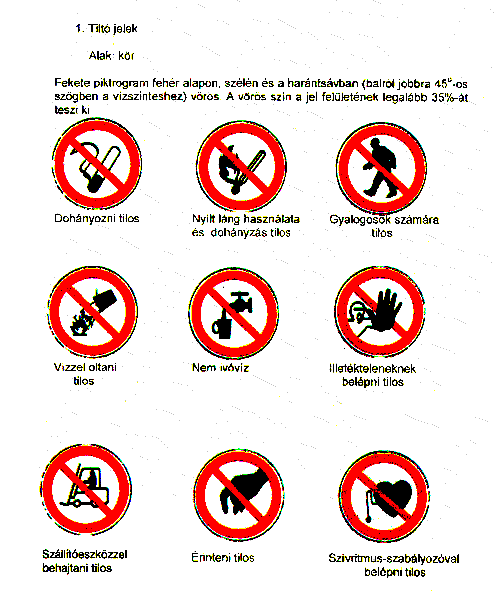 1. Tiltó jelek
Alak: kör
Fekete piktrogram fehér alapon, szélén és a harántsávban (balról jobbra 45°-os
szögben a vízszinteshez) vörös. A vörös szín a jel felületének legalább 35%-át
teszi ki
Dohányozni tilos
Nyílt láng használata
és dohányzás tilos
Gyalogosok számára
tilos
Vízzel oltani
tilos
Nem ivóvíz
Illetékteleneknek
belépni tilos
Szállítóeszközzel
behajtani tilos
Érinteni tilos
Szívritmus-szabályozóval
belépni tilos